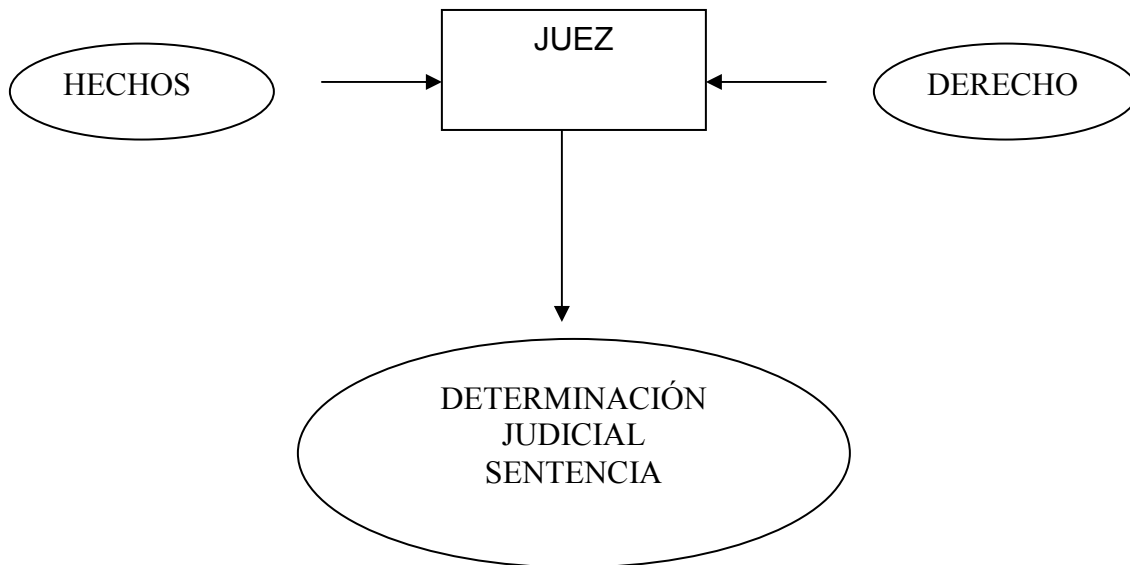 JUEZ
HECHOS
DERECHO
DETERMINACIÓN
JUDICIAL
SENTENCIA